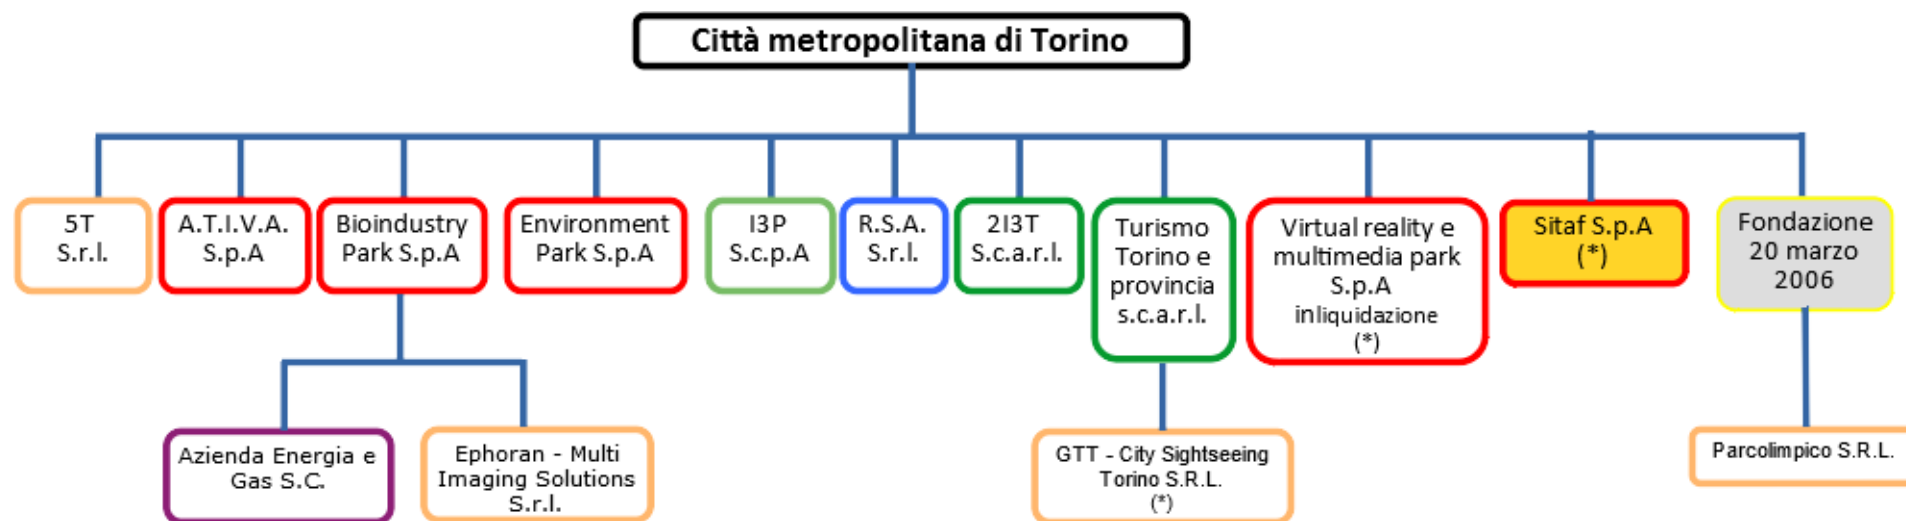 Città metropolitana di Torino
5T
S.r.l.
A.T.I.V.A.
S.p.A
Bioindustry
Park S.p.A
Environment
Park S.p.A
I3P
S.c.p.A
R.S.A.
S.r.l.
2I3T
S.c.a.r.l.
Turismo
Torino e
provincia
s.c.a.r.l.
Virtual reality e
multimedia park
S.p.A
inliquidazione
(*)
Sitaf S.p.A
(*)
Fondazione
20 marzo
2006
Azienda Energia e
Gas S.C.
Ephoran - Multi
Imaging Solutions
S.r.l.
GTT - City Sightseeing
Torino S.R.L.
(*)
Parcolimpico S.R.L.